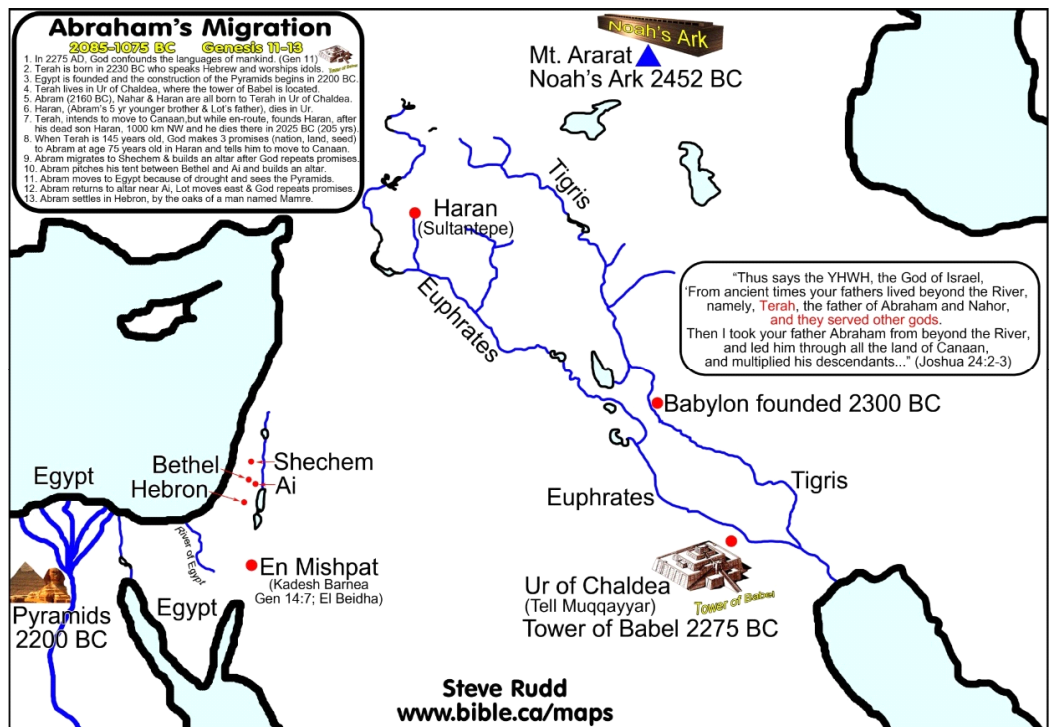 Abraham's Migration
2085-1075 BC Genesis 11-13
1. In 2275 AD, God confounds the languages of mankind. (Gen 11)
Tower of Babel
2. Terah is born in 2230 BC who speaks Hebrew and worships idols.
3. Egypt is founded and the construction of the Pyramids begins in 2200 BC.
4. Terah lives in Ur of Chaldea, where the tower of Babel is located.
5. Abram (2160 BC), Nahar & Haran are all born to Terah in Ur of Chaldea.
6. Haran, (Abram's 5 yr younger brother & Lot's father), dies in Ur.
7. Terah, intends to move to Canaan,but while en-route, founds Haran, after
his dead son Haran, 1000 km NW and he dies there in 2025 BC (205 yrs).
8. When Terah is 145 years old, God makes 3 promises (nation, land, seed)
to Abram at age 75 years old in Haran and tells him to move to Canaan.
9. Abram migrates to Shechem & builds an altar after God repeats promises.
10. Abram pitches his tent between Bethel and Ai and builds an altar.
11. Abram moves to Egypt because of drought and sees the Pyramids.
12. Abram returns to altar near Ai, Lot moves east & God repeats promises.
13. Abram settles in Hebron, by the oaks of a man named Mamre.
Noah's Ark
Mt. Ararat
Noah's Ark 2452 BC
Tigris
Haran
(Sultantepe)
Euphrates
"Thus says the YHWH, the God of Israel,
'From ancient times your fathers lived beyond the River,
namely, Terah, the father of Abraham and Nahor,
and they served other gods.
Then I took your father Abraham from beyond the River,
and led him through all the land of Canaan,
and multiplied his descendants..." (Joshua 24:2-3)
Babylon founded 2300 BC
Shechem
Bethel
Ai
Hebron
Egypt
Tigris
Euphrates
River of Egypt
En Mishpat
(Kadesh Barnea
Gen 14:7; El Beidha)
Egypt
Pyramids
2200 BC
Ur of Chaldea
(Tell Muqqayyar)
Tower of Babel
Tower of Babel 2275 BC
Steve Rudd
www.bible.ca/maps